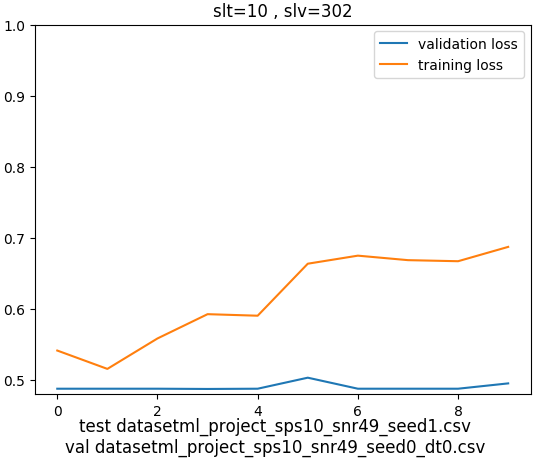 slt=10 , slv=302
1.0
validation loss
training loss
0.9
0.8
0.7
0.6
0.5
0 2 4 6 8
test datasetml_project_sps10_snr49_seed1.csv
val datasetml_project_sps10_snr49_seed0_dt0.csv